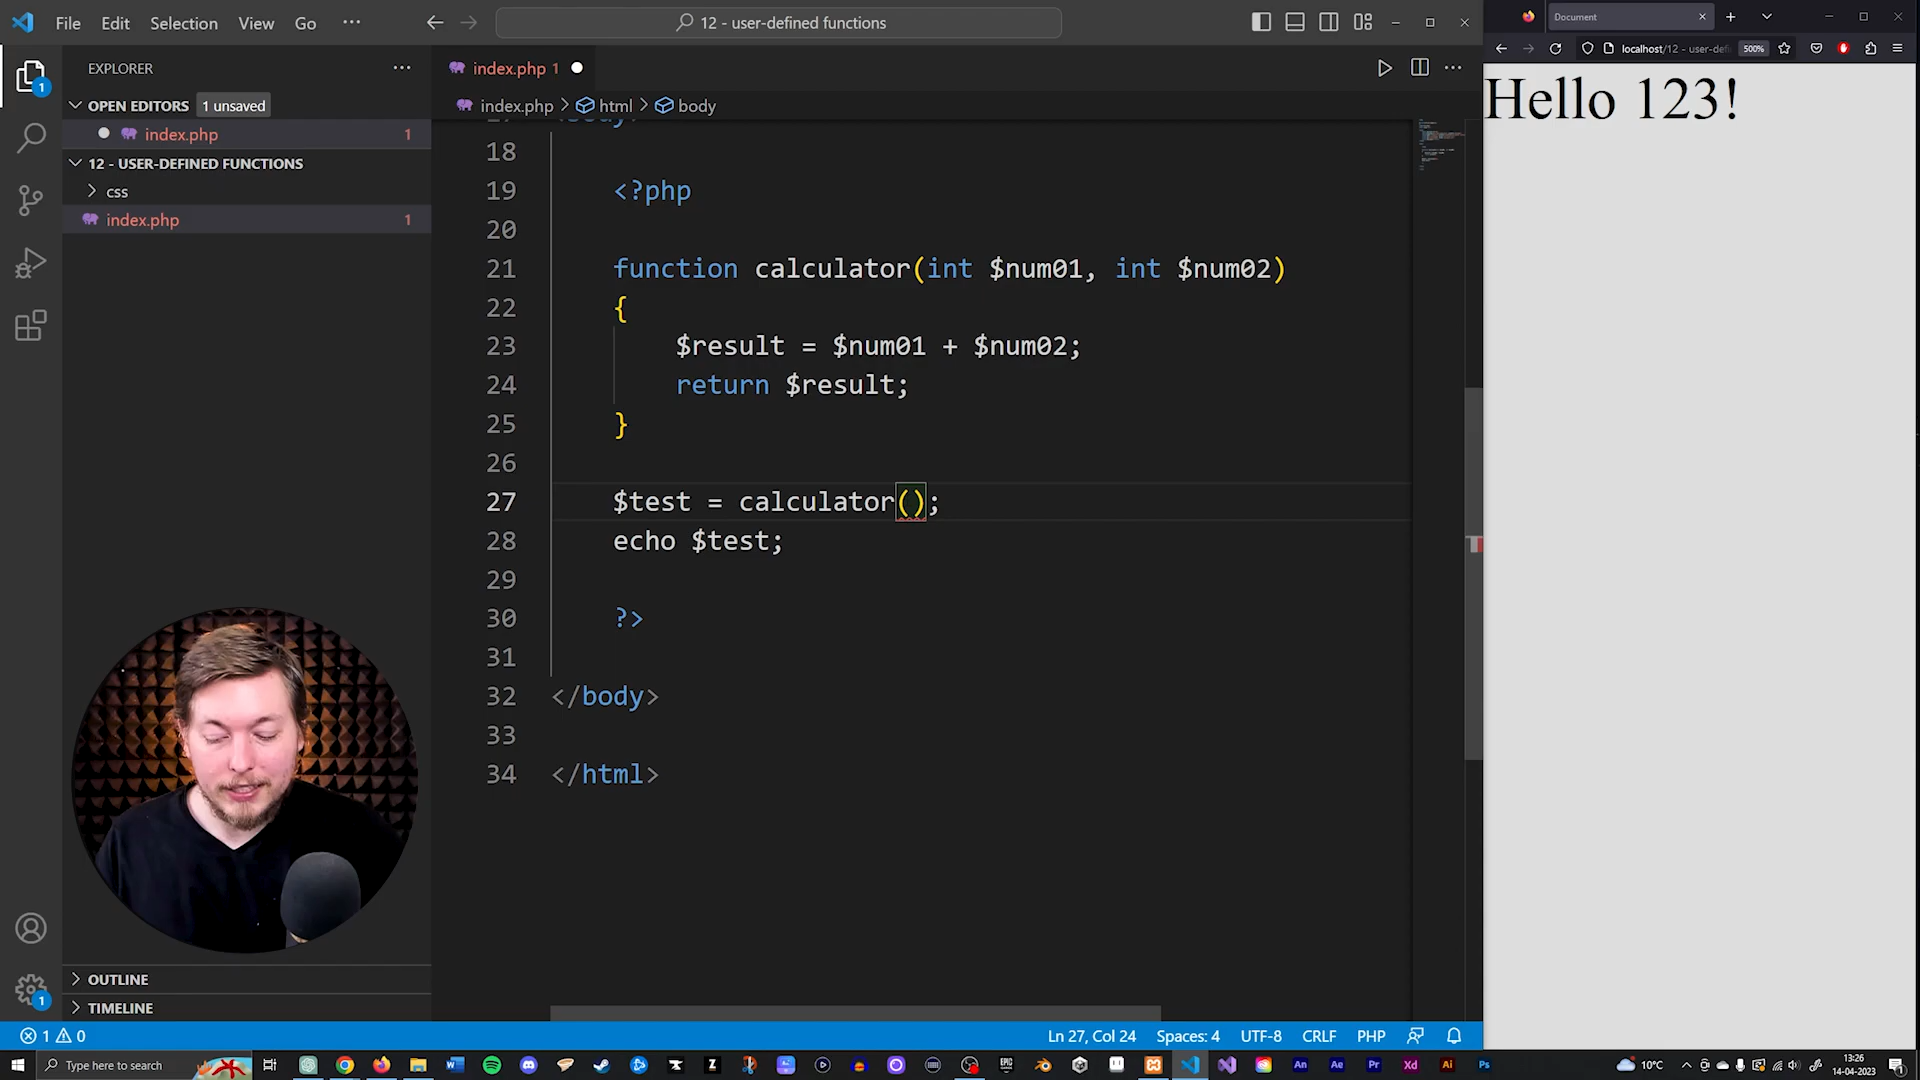 File Edit Selection View Go ···
12 - user-defined functions
Document
localhost/12 - user-defi
500%
EXPLORER
OPEN EDITORS 1 unsaved
index.php 1
12 - USER-DEFINED FUNCTIONS
css
index.php 1
OUTLINE
TIMELINE
index.php 1
index.php > html > body
18
19 <?php
20
21 function calculator(int $num01, int $num02)
22 {
23 $result = $num01 + $num02;
24 return $result;
25 }
26
27 $test = calculator();
28 echo $test;
29
30 ?>
31
32 </body>
33
34 </html>
Hello 123!
1
1
1 0
Ln 27, Col 24 Spaces: 4 UTF-8 CRLF PHP
Type here to search
10°C
13:26
14-04-2023